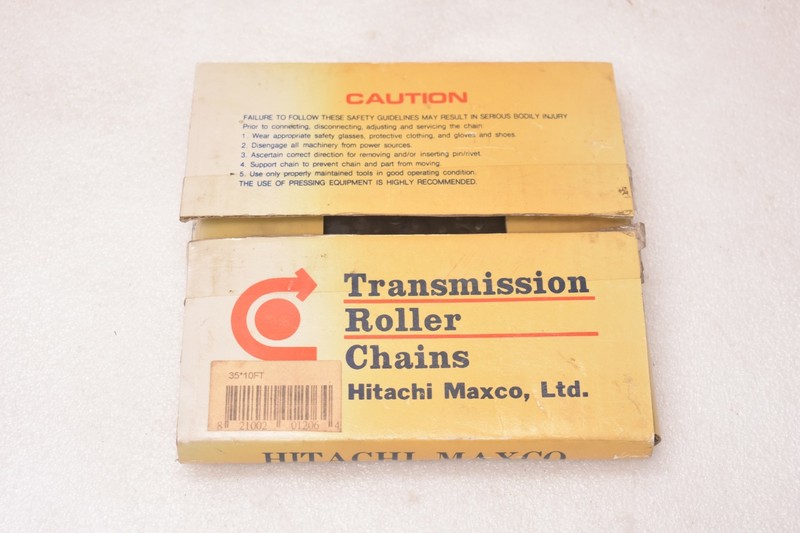 CAUTION
FAILURE TO FOLLOW THESE SAFETY GUIDELINES MAY RESULT IN SERIOUS BODILY INJURY
Prior to connecting, disconnecting, adjusting and servicing the chain:
1. Wear appropriate safety glasses, protective clothing, and gloves and shoes.
2. Disengage all machinery from power sources.
3. Ascertain correct direction for removing and/or inserting pin/rivet.
4. Support chain to prevent chain and part from moving.
5. Use only properly maintained tools in good operating condition.
THE USE OF PRESSING EQUIPMENT IS HIGHLY RECOMMENDED.
Transmission
Roller
Chains
Hitachi Maxco, Ltd.
35*10FT
8 21002 01206 4
HITACHI MAXCO